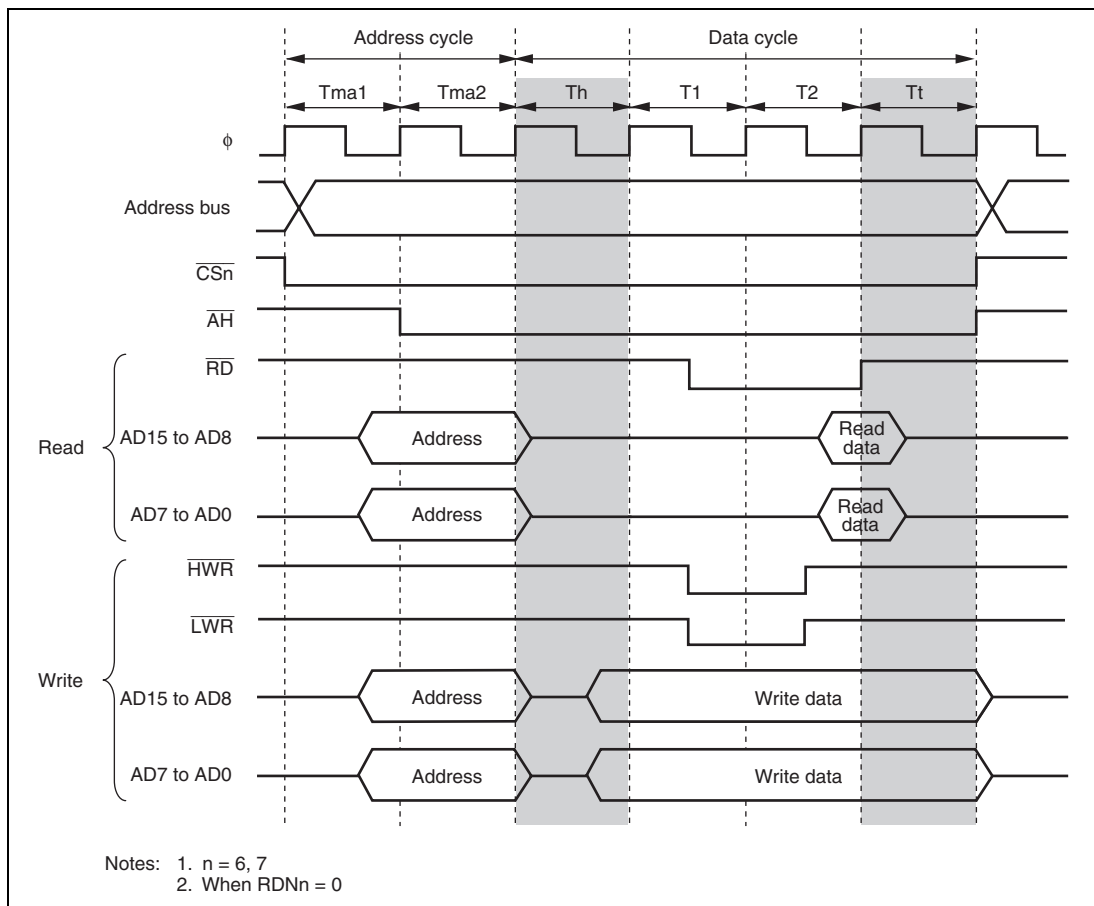 Address cycle Data cycle
Tma1 Tma2 Th T1 T2 Tt
ϕ
Address bus
CSn
AH
RD
Read AD15 to AD8 Address Read data
AD7 to AD0 Address Read data
HWR
LWR
Write AD15 to AD8 Address Write data
AD7 to AD0 Address Write data
Notes: 1. n = 6, 7
2. When RDNn = 0